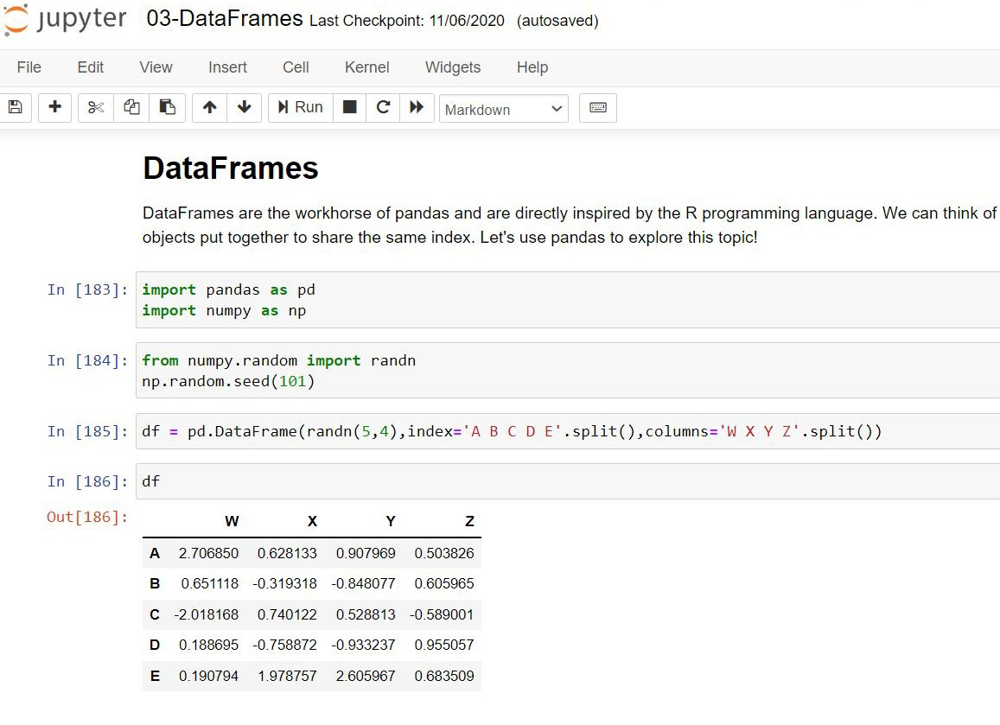 jupyter 03-DataFrames Last Checkpoint: 11/06/2020 (autosaved)
File Edit View Insert Cell Kernel Widgets Help
Run Markdown
DataFrames
DataFrames are the workhorse of pandas and are directly inspired by the R programming language. We can think of
objects put together to share the same index. Let's use pandas to explore this topic!
In [183]: import pandas as pd
import numpy as np
In [184]: from numpy.random import randn
np.random.seed(101)
In [185]: df = pd.DataFrame(randn(5,4),index='A B C D E'.split(),columns='W X Y Z'.split())
In [186]: df
Out[186]:
W X Y Z
A 2.706850 0.628133 0.907969 0.503826
B 0.651118 -0.319318 -0.848077 0.605965
C -2.018168 0.740122 0.528813 -0.589001
D 0.188695 -0.758872 -0.933237 0.955057
E 0.190794 1.978757 2.605967 0.683509